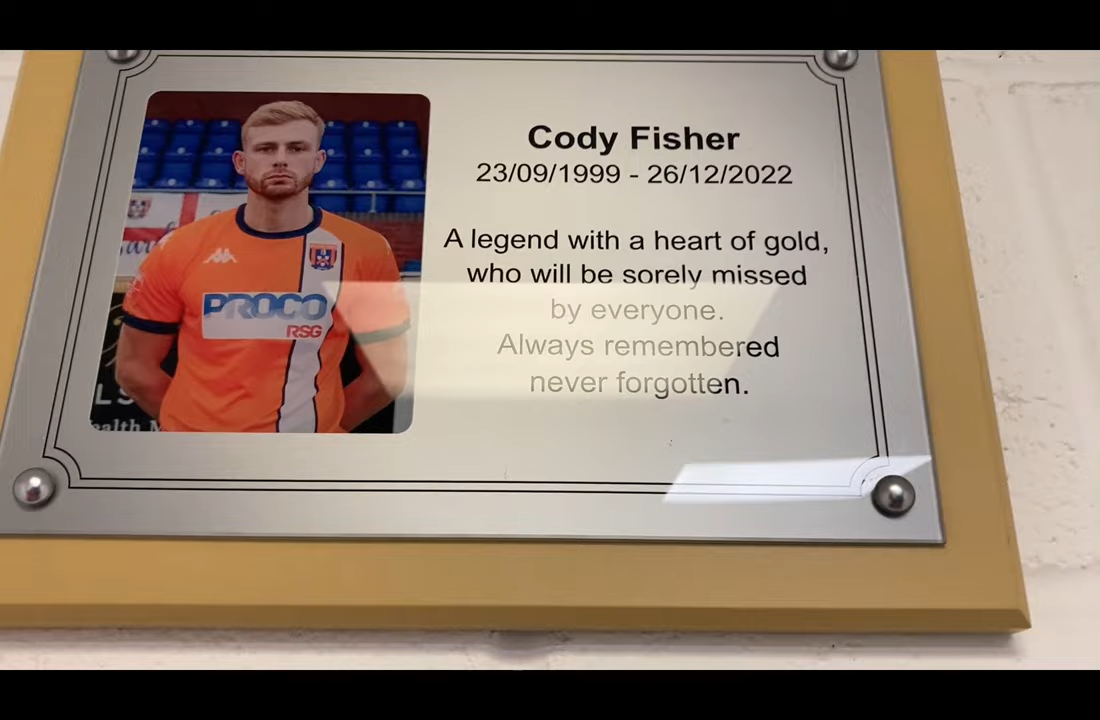 Cody Fisher
23/09/1999 - 26/12/2022
A legend with a heart of gold,
who will be sorely missed
by everyone.
Always remembered
never forgotten.
PROCO
RSG